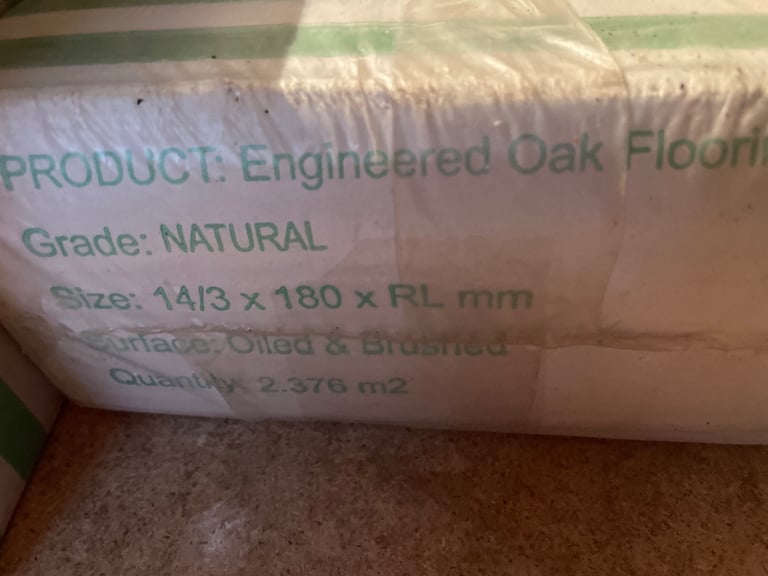 PRODUCT: Engineered Oak Floori
Grade: NATURAL
Size: 14/3 x 180 x RL mm
Surface: Oiled & Brushed
Quantity: 2.376 m2